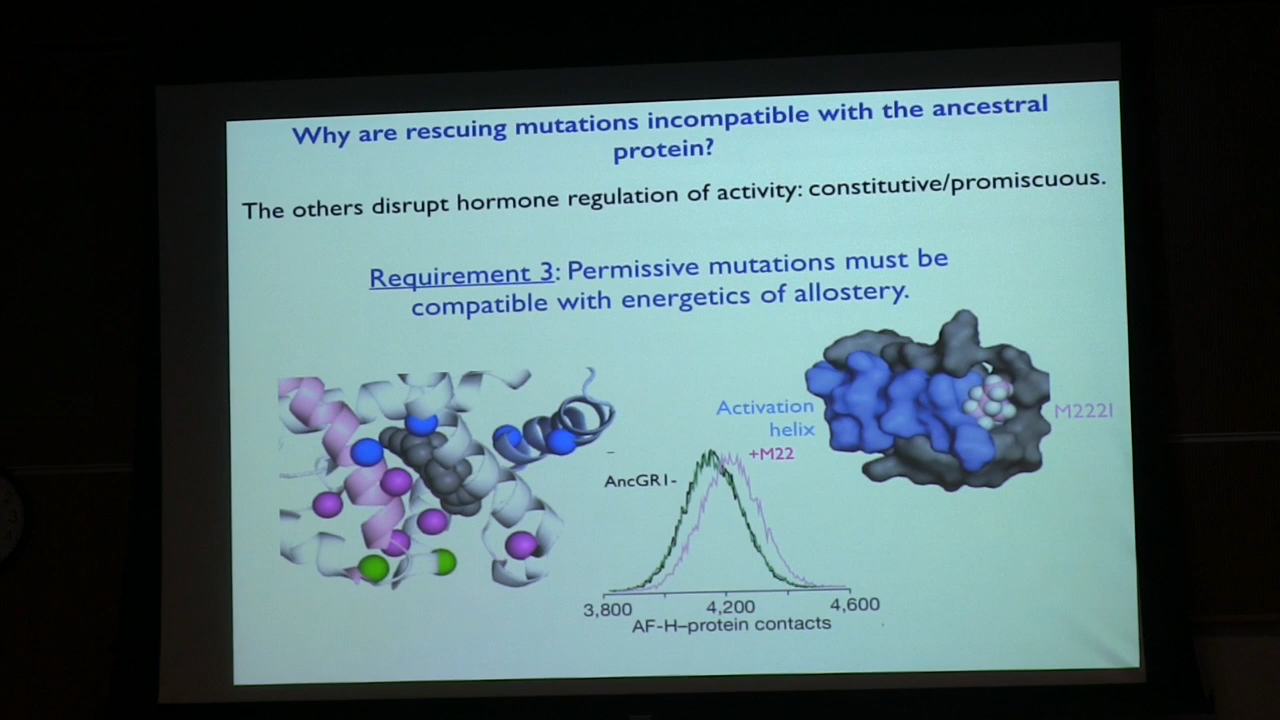 Why are rescuing mutations incompatible with the ancestral
protein?
The others disrupt hormone regulation of activity: constitutive/promiscuous.
Requirement 3: Permissive mutations must be
compatible with energetics of allostery.
Activation
helix
M222I
+M22
AncGR1-
3,800
4,200
4,600
AF-H–protein contacts